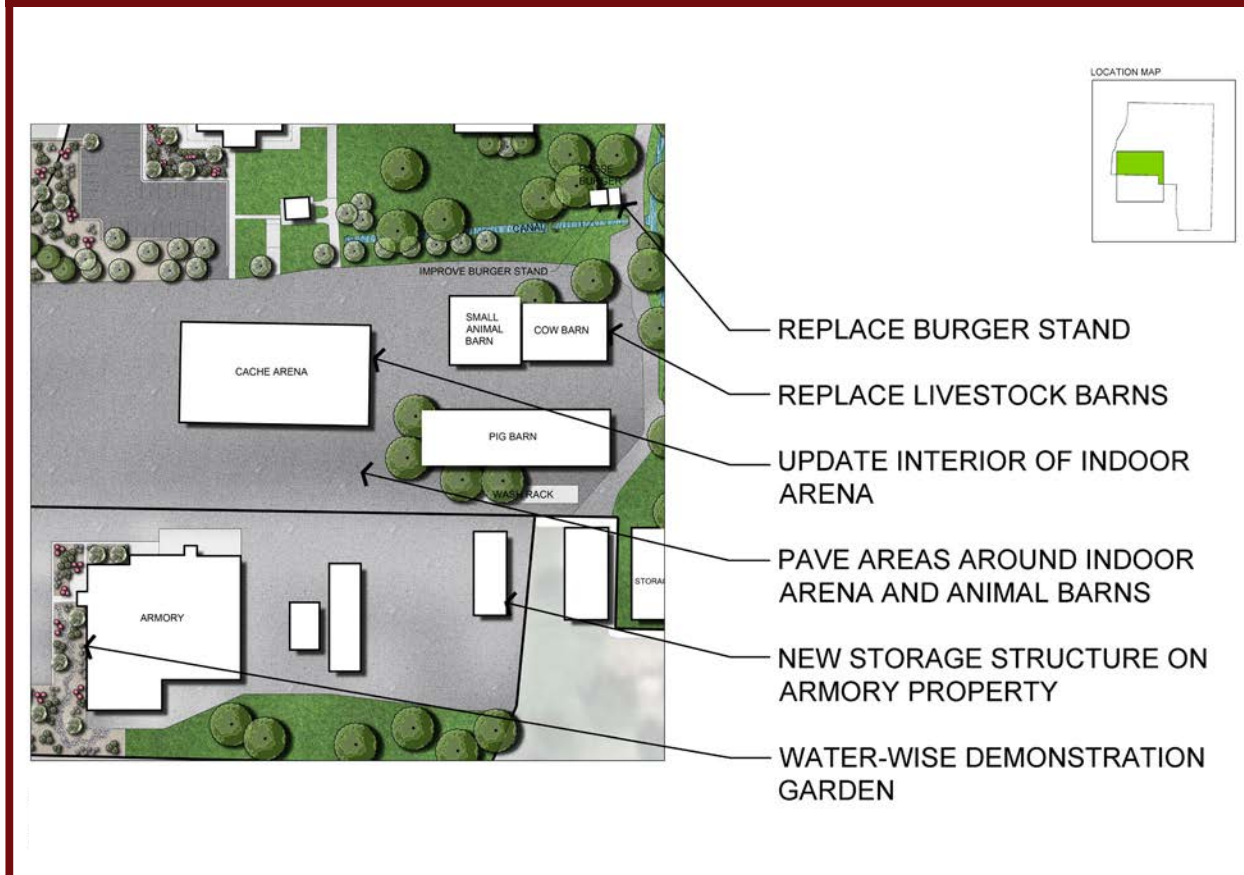 LOCATION MAP
POSSE
BURGER
CANAL
IMPROVE BURGER STAND
SMALL
ANIMAL
BARN
COW BARN
CACHE ARENA
PIG BARN
WASH RACK
ARMORY
STORAG
REPLACE BURGER STAND
REPLACE LIVESTOCK BARNS
UPDATE INTERIOR OF INDOOR
ARENA
PAVE AREAS AROUND INDOOR
ARENA AND ANIMAL BARNS
NEW STORAGE STRUCTURE ON
ARMORY PROPERTY
WATER-WISE DEMONSTRATION
GARDEN